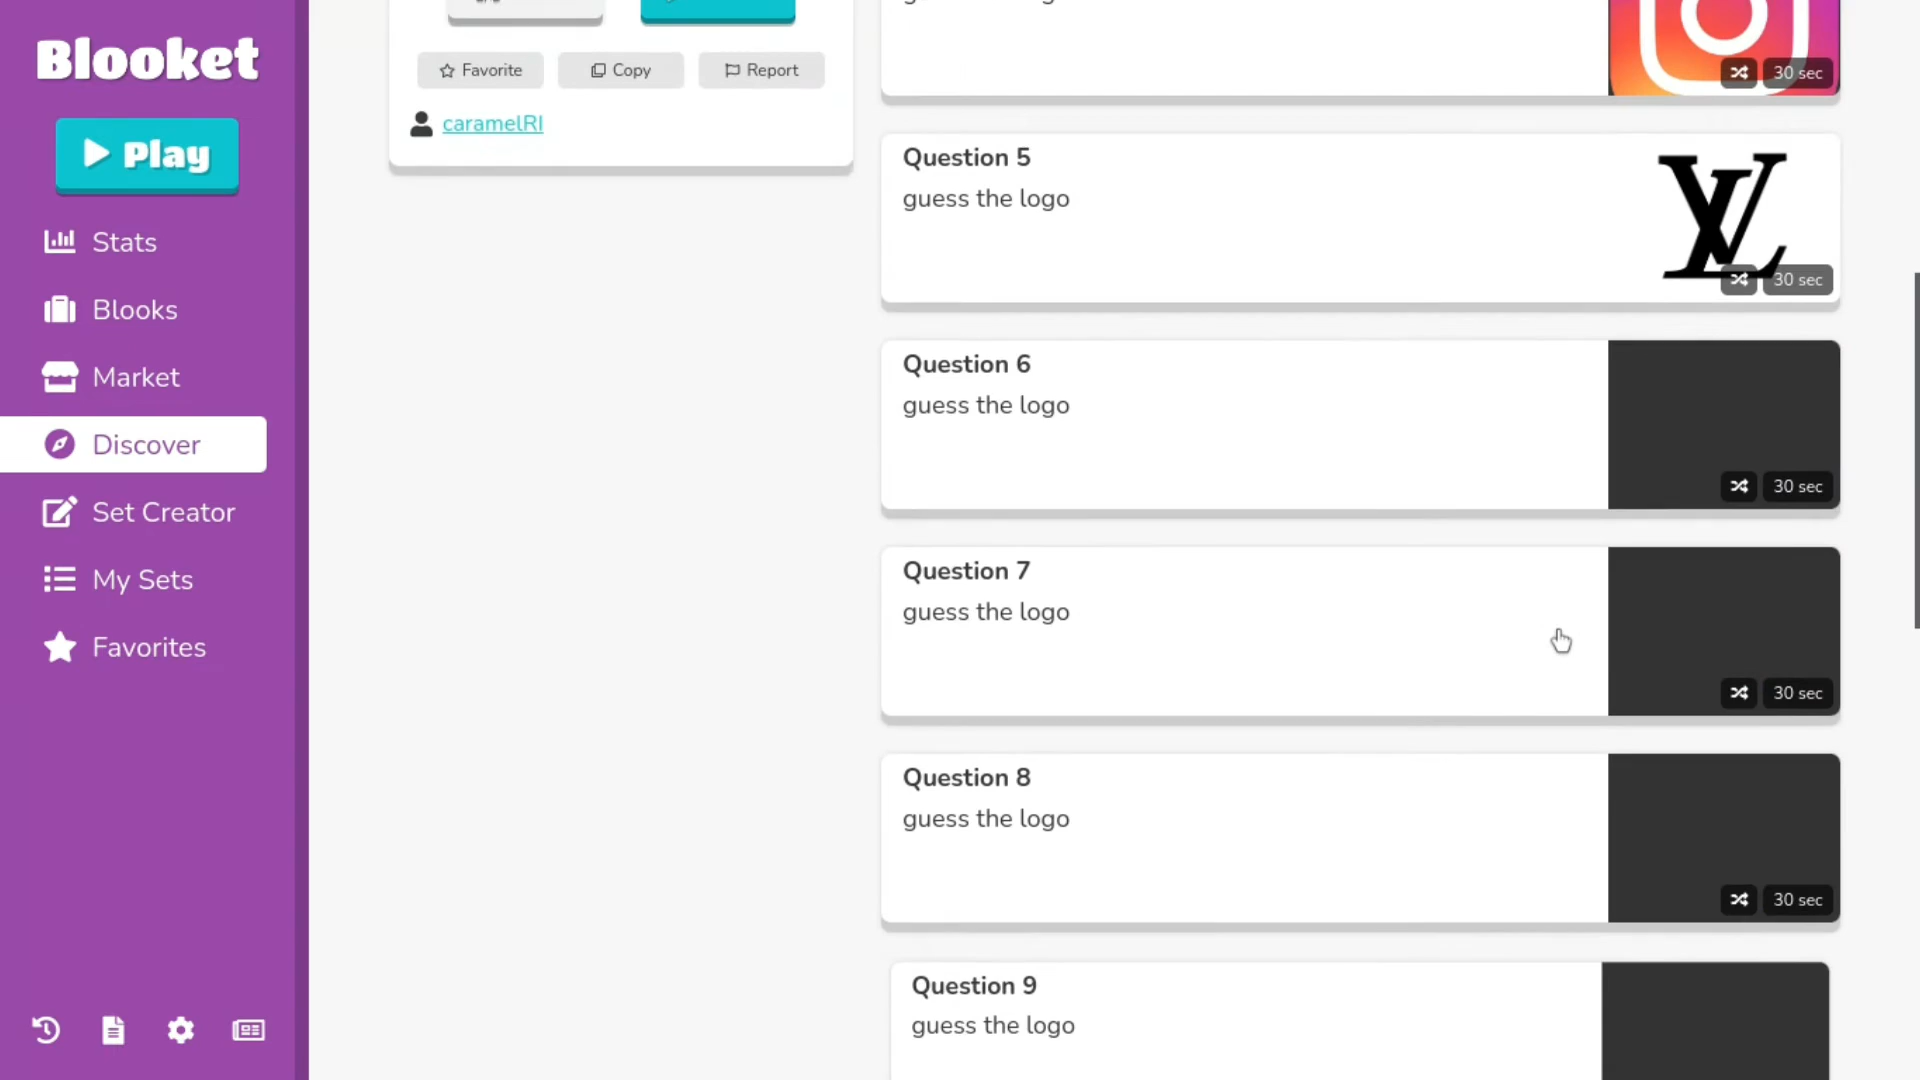 Blooket
Play
Stats
Blooks
Market
Discover
Set Creator
My Sets
Favorites
Favorite
Copy
Report
caramelRI
30 sec
Question 5
guess the logo
LV
30 sec
Question 6
guess the logo
30 sec
Question 7
guess the logo
30 sec
Question 8
guess the logo
30 sec
Question 9
guess the logo